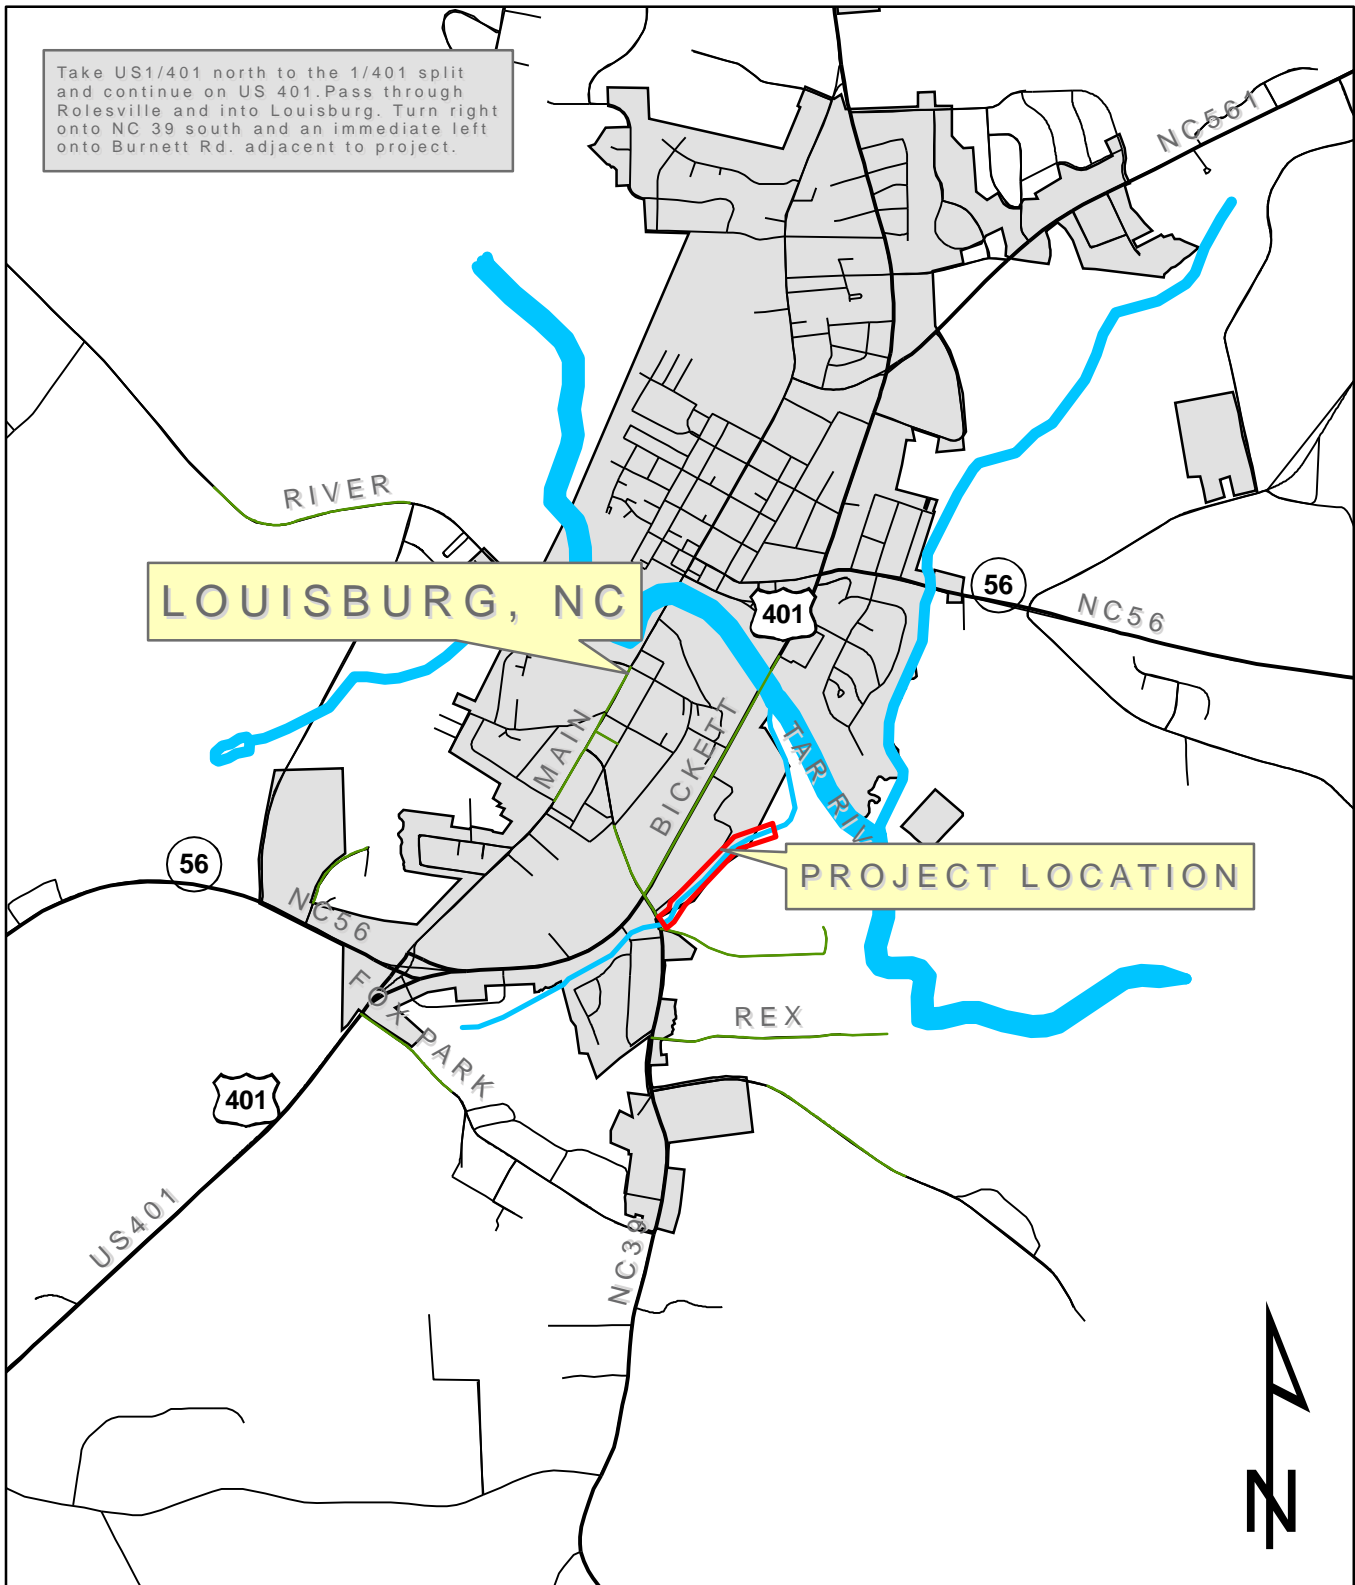 Take US1/401 north to the 1/401 split
and continue on US 401.Pass through
Rolesville and into Louisburg. Turn right
onto NC 39 south and an immediate left
onto Burnett Rd. adjacent to project.
NC561
RIVER
LOUISBURG, NC
401
56
NC56
MAIN
BICKETT
TAR RIV
56
NC56
PROJECT LOCATION
FOX PARK
REX
401
US401
NC39
N